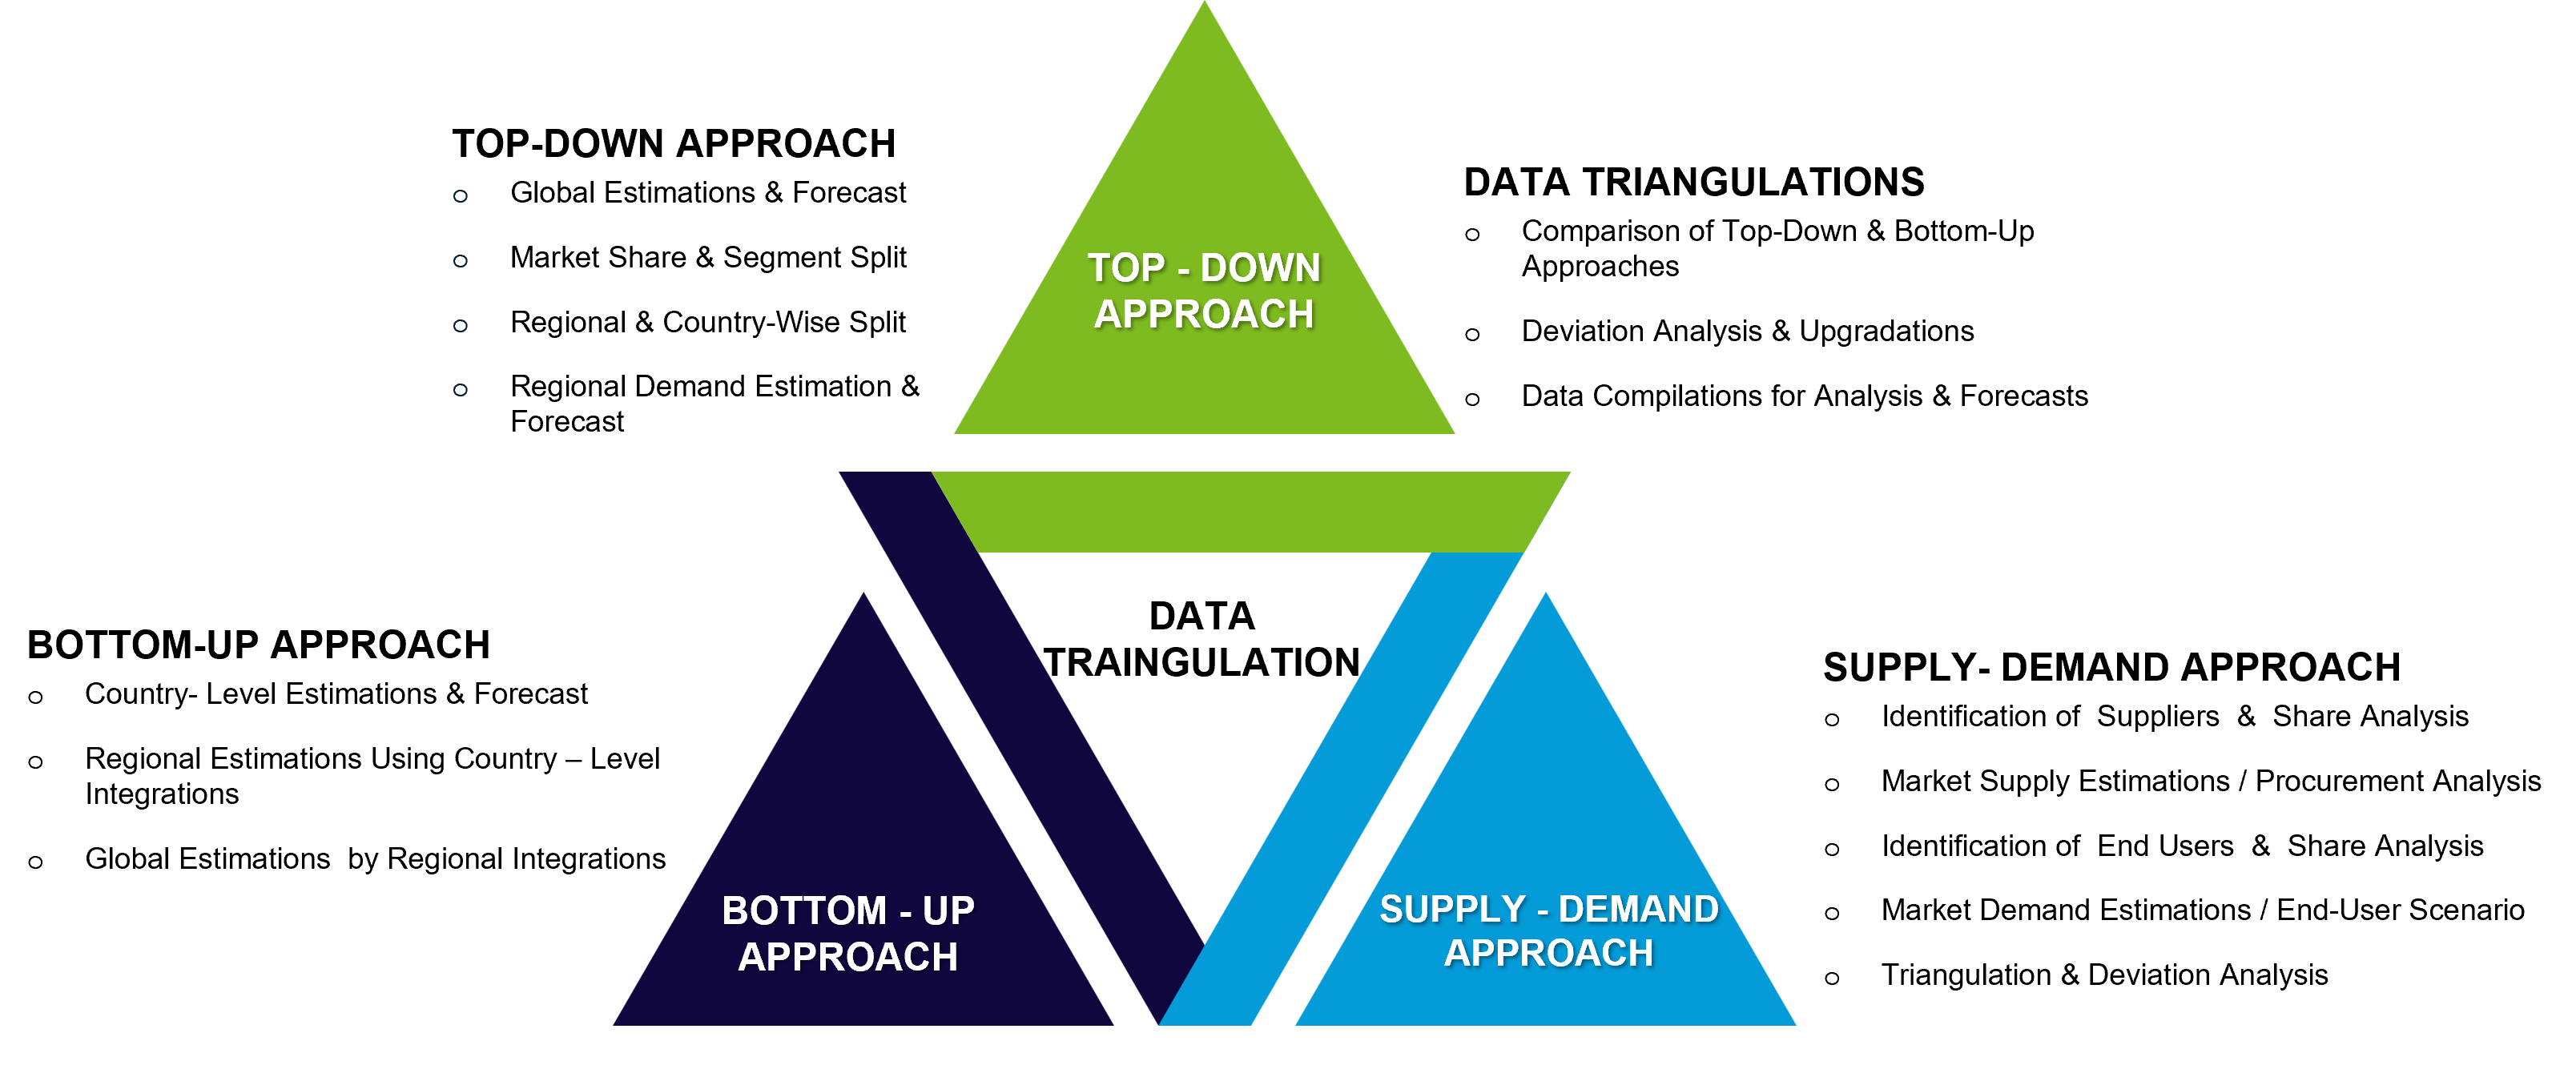 TOP-DOWN APPROACH
o Global Estimations & Forecast
o Market Share & Segment Split
o Regional & Country-Wise Split
o Regional Demand Estimation &
Forecast
TOP - DOWN
APPROACH
DATA TRIANGULATIONS
o Comparison of Top-Down & Bottom-Up
Approaches
o Deviation Analysis & Upgradations
o Data Compilations for Analysis & Forecasts
DATA
TRAINGULATION
BOTTOM-UP APPROACH
o Country- Level Estimations & Forecast
o Regional Estimations Using Country – Level
Integrations
o Global Estimations by Regional Integrations
BOTTOM - UP
APPROACH
SUPPLY - DEMAND
APPROACH
SUPPLY- DEMAND APPROACH
o Identification of Suppliers & Share Analysis
o Market Supply Estimations / Procurement Analysis
o Identification of End Users & Share Analysis
o Market Demand Estimations / End-User Scenario
o Triangulation & Deviation Analysis